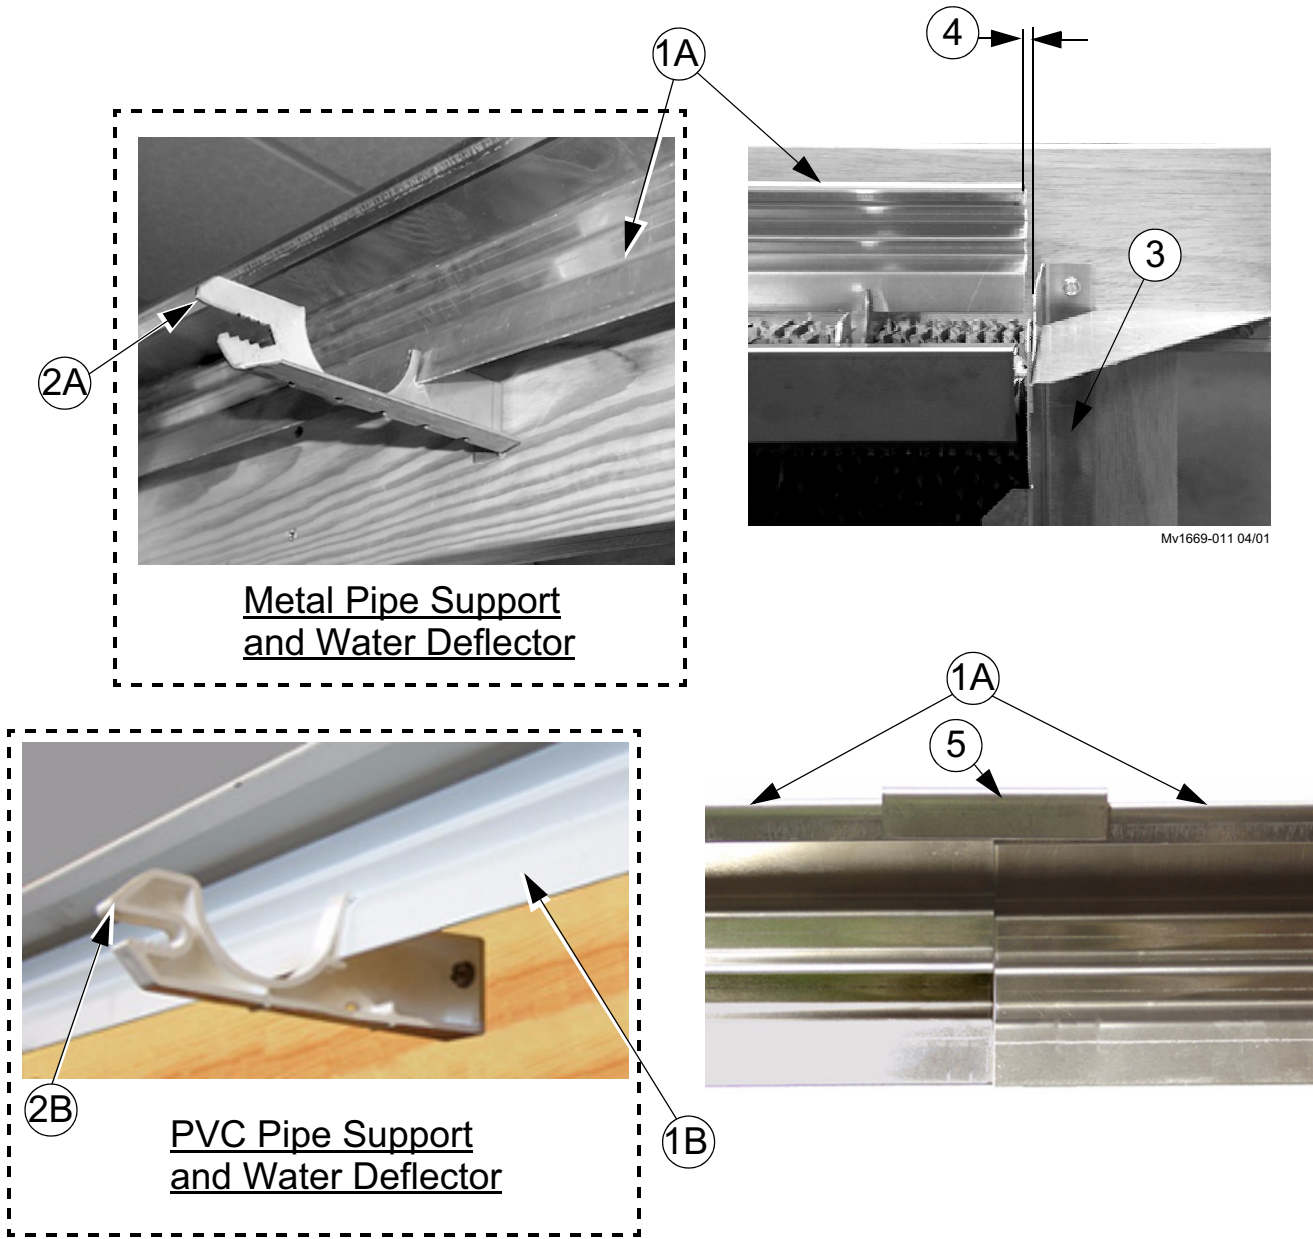 4
1A
3
2A
Mv1669-011 04/01
Metal Pipe Support
and Water Deflector
1A
5
2B
1B
PVC Pipe Support
and Water Deflector